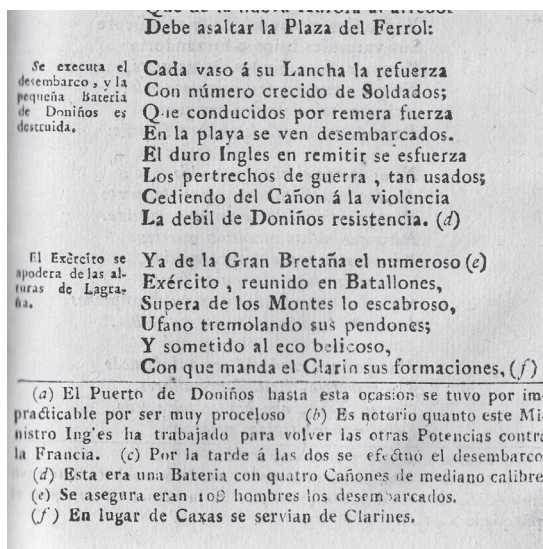 Debe asaltar la Plaza del Ferrol:
Se executa el
desembarco, y la
pequeña Bateria
de Doniños es
destruida.
Cada vaso á su Lancha la refuerza
Con número crecido de Soldados;
Que conducidos por remera fuerza
En la playa se ven desembarcados.
El duro Ingles en remitir se esfuerza
Los pertrechos de guerra , tan usados;
Cediendo del Cañon á la violencia
La debil de Doniños resistencia. (d)
El Exército se
apodera de las al-
turas de Lagra-
ña.
Ya de la Gran Bretaña el numeroso (e)
Exército , reunido en Batallones,
Supera de los Montes lo escabroso,
Ufano tremolando sus pendones;
Y sometido al eco belicoso,
Con que manda el Clarin sus formaciones, (f)
(a) El Puerto de Doniños hasta esta ocasion se tuvo por im-
practicable por ser muy proceloso (b) Es notorio quanto este Mi-
nistro Ing'es ha trabajado para volver las otras Potencias contra
la Francia. (c) Por la tarde á las dos se efectuó el desembarco
(d) Esta era una Bateria con quatro Cañones de mediano calibre
(e) Se asegura eran hombres los desembarcados.
(f) En lugar de Caxas se servian de Clarines.